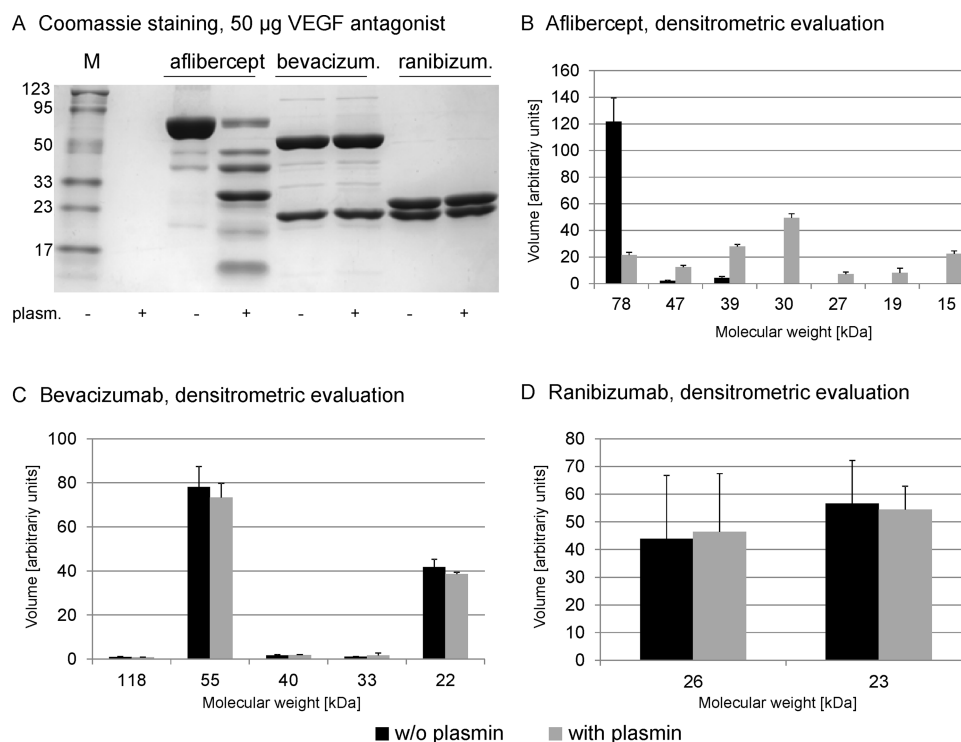 A Coomassie staining, 50 µg VEGF antagonist
M aflibercept bevacizum. ranibizum.
123
95
50
33
23
17
plasm. - + - + - + - +
B Aflibercept, densitrometric evaluation
160
140
120
100
80
60
40
20
0
Volume [arbitrariy units]
78 47 39 30 27 19 15
Molecular weight [kDa]
C Bevacizumab, densitrometric evaluation
100
80
60
40
20
0
Volume [arbitrariy units]
118 55 40 33 22
Molecular weight [kDa]
D Ranibizumab, densitrometric evaluation
80
70
60
50
40
30
20
10
0
Volume [arbitrariy units]
26 23
Molecular weight [kDa]
w/o plasmin with plasmin